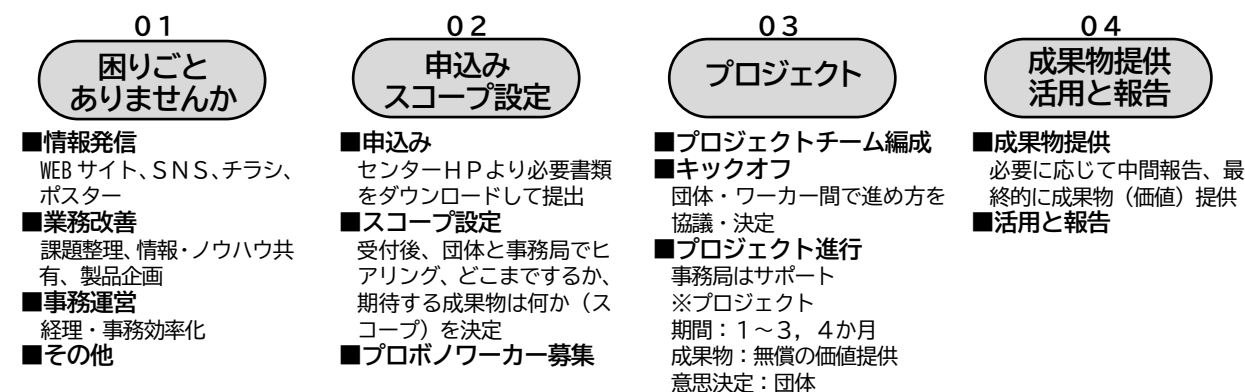 01
困りごと
ありませんか
■情報発信
WEBサイト、SNS、チラシ、
ポスター
■業務改善
課題整理、情報・ノウハウ共
有、製品企画
■事務運営
経理・事務効率化
■その他
02
申込み
スコープ設定
■申込み
センターHPより必要書類
をダウンロードして提出
■スコープ設定
受付後、団体と事務局でヒ
アリング、どこまでするか、
期待する成果物は何か（ス
コープ）を決定
■プロボノワーカー募集
03
プロジェクト
■プロジェクトチーム編成
■キックオフ
団体・ワーカー間で進め方を
協議・決定
■プロジェクト進行
事務局はサポート
※プロジェクト
期間：１～３，４か月
成果物：無償の価値提供
意思決定：団体
04
成果物提供
活用と報告
■成果物提供
必要に応じて中間報告、最
終的に成果物（価値）提供
■活用と報告